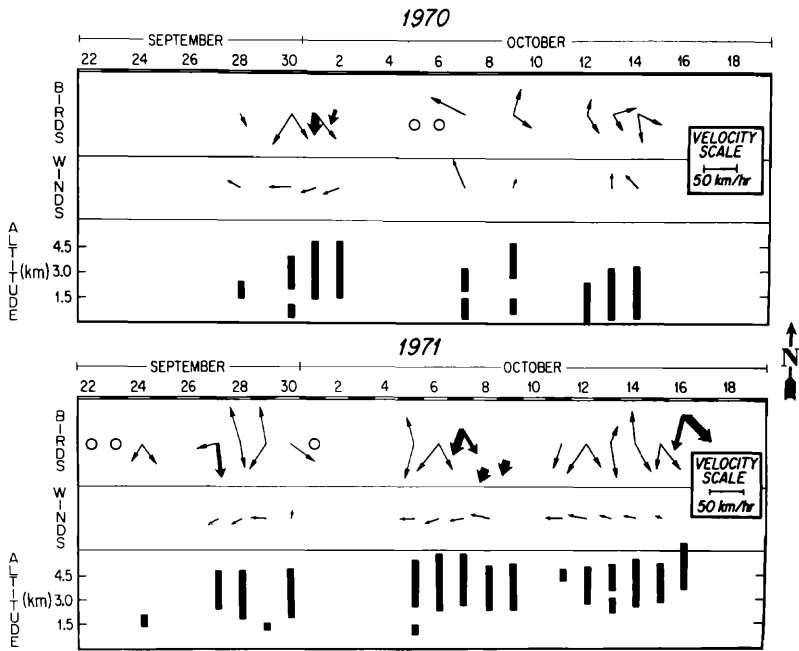 1970
SEPTEMBER OCTOBER
22 24 26 28 30 2 4 6 8 10 12 14 16 18
BIRDS
VELOCITY
SCALE
50 km/hr
WINDS
ALTITUDE
(km)
4.5
3.0
1.5
N
1971
SEPTEMBER OCTOBER
22 24 26 28 30 2 4 6 8 10 12 14 16 18
BIRDS
VELOCITY
SCALE
50 km/hr
WINDS
ALTITUDE
(km)
4.5
3.0
1.5